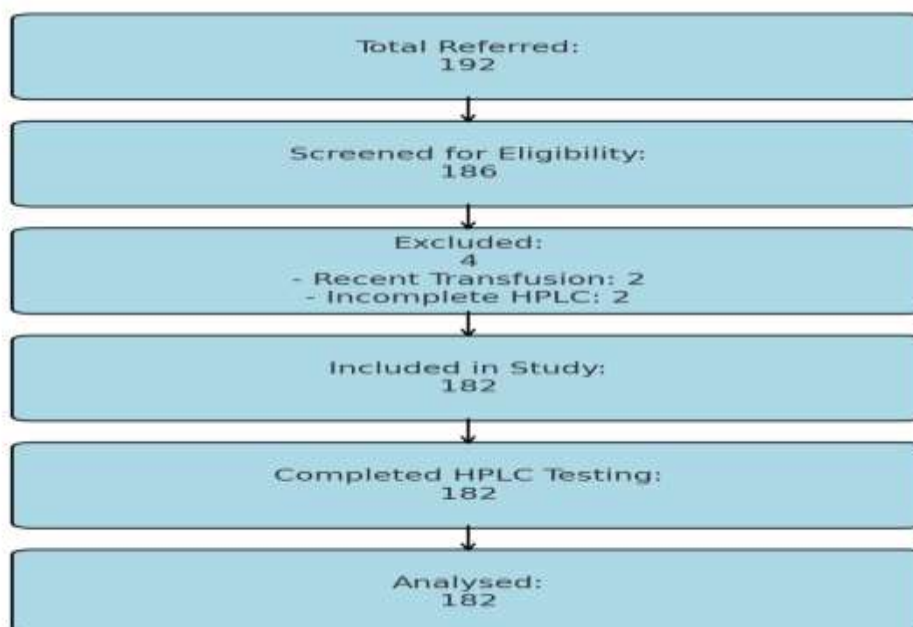 Total Referred:
192
Screened for Eligibility:
186
Excluded:
4
- Recent Transfusion: 2
- Incomplete HPLC: 2
Included in Study:
182
Completed HPLC Testing:
182
Analysed:
182